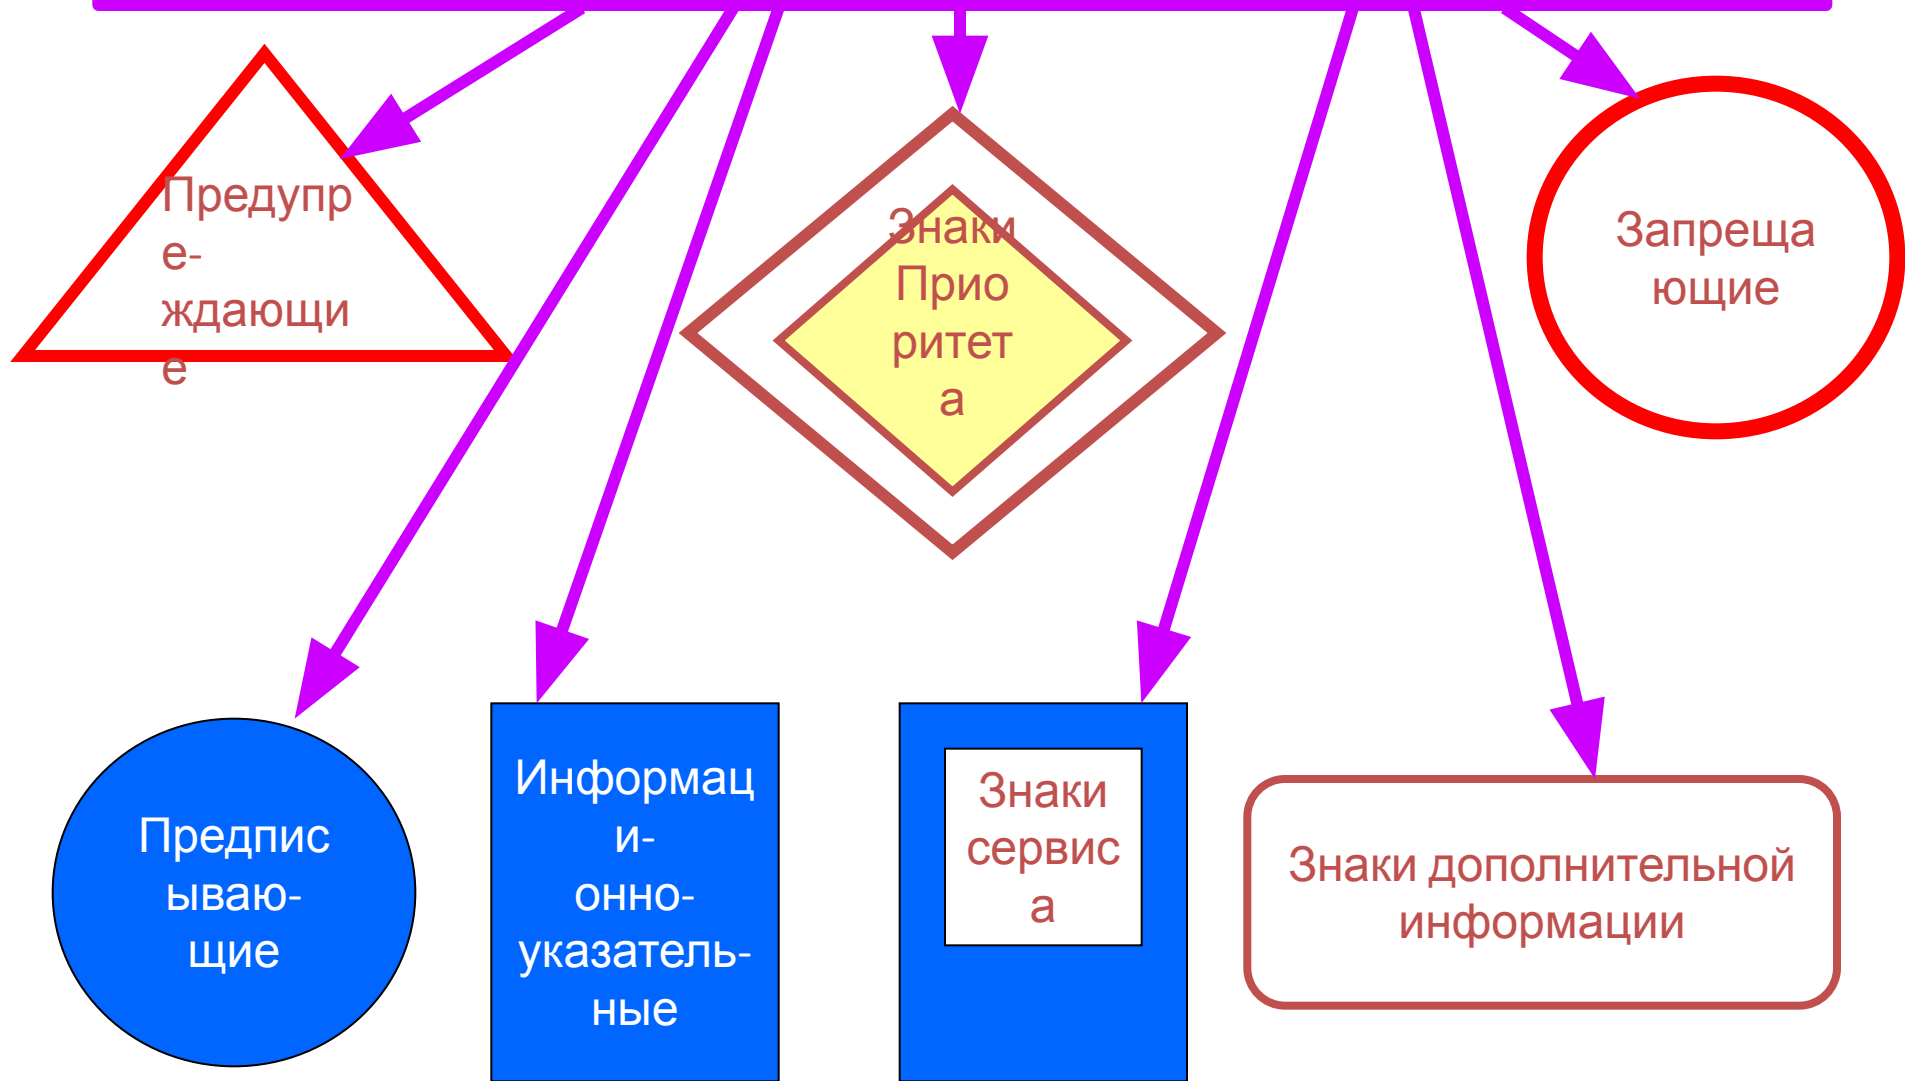 Предупр
е-
ждающи
е
Знаки
Прио
ритет
а
Запреща
ющие
Предпис
ываю-
щие
Информац
и-
онно-
указатель-
ные
Знаки
сервис
а
Знаки дополнительной
информации